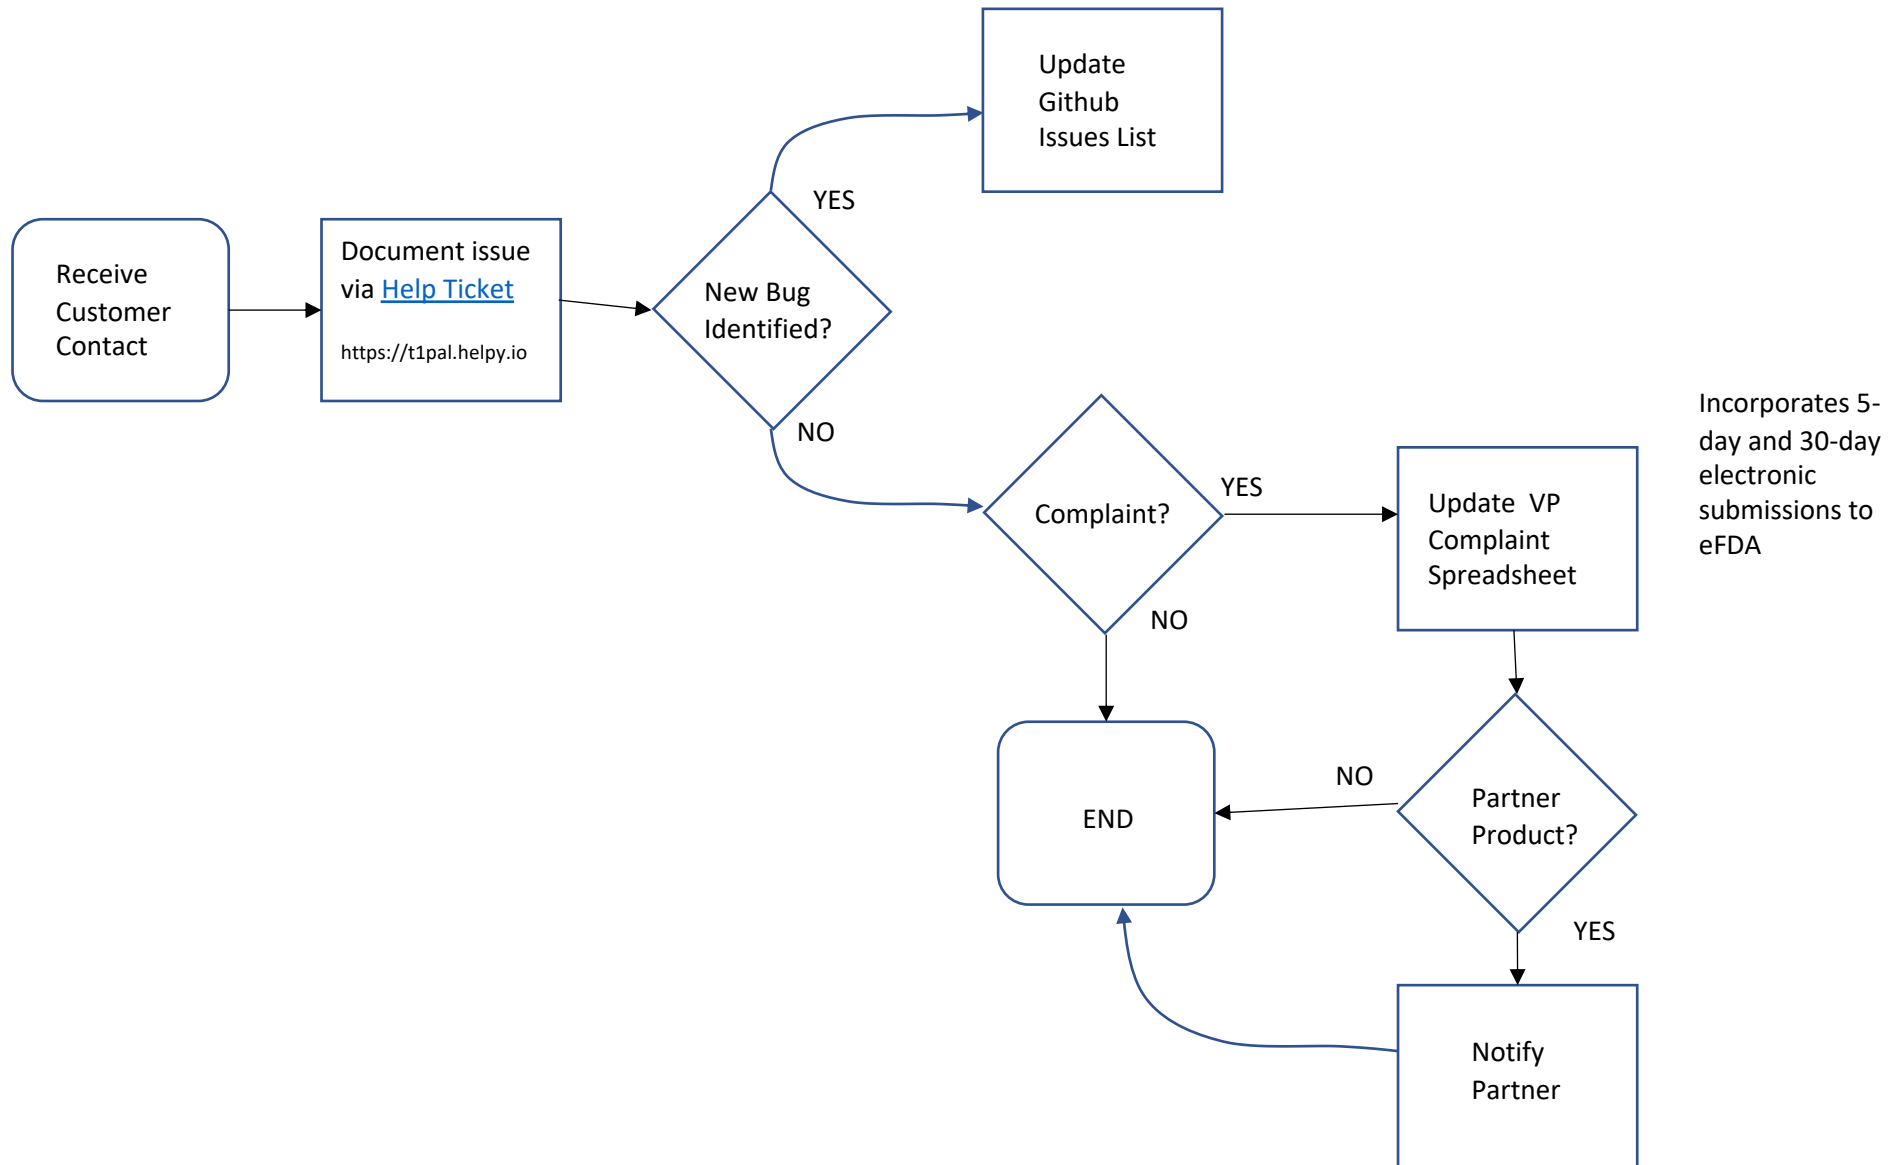 Update
Github
Issues List
YES
Receive
Customer
Contact
Document issue
via Help Ticket
https://t1pal.helpy.io
New Bug
Identified?
NO
Complaint?
YES
NO
Update  VP
Complaint
Spreadsheet
Incorporates 5-
day and 30-day
electronic
submissions to
eFDA
END
NO
Partner
Product?
YES
Notify
Partner